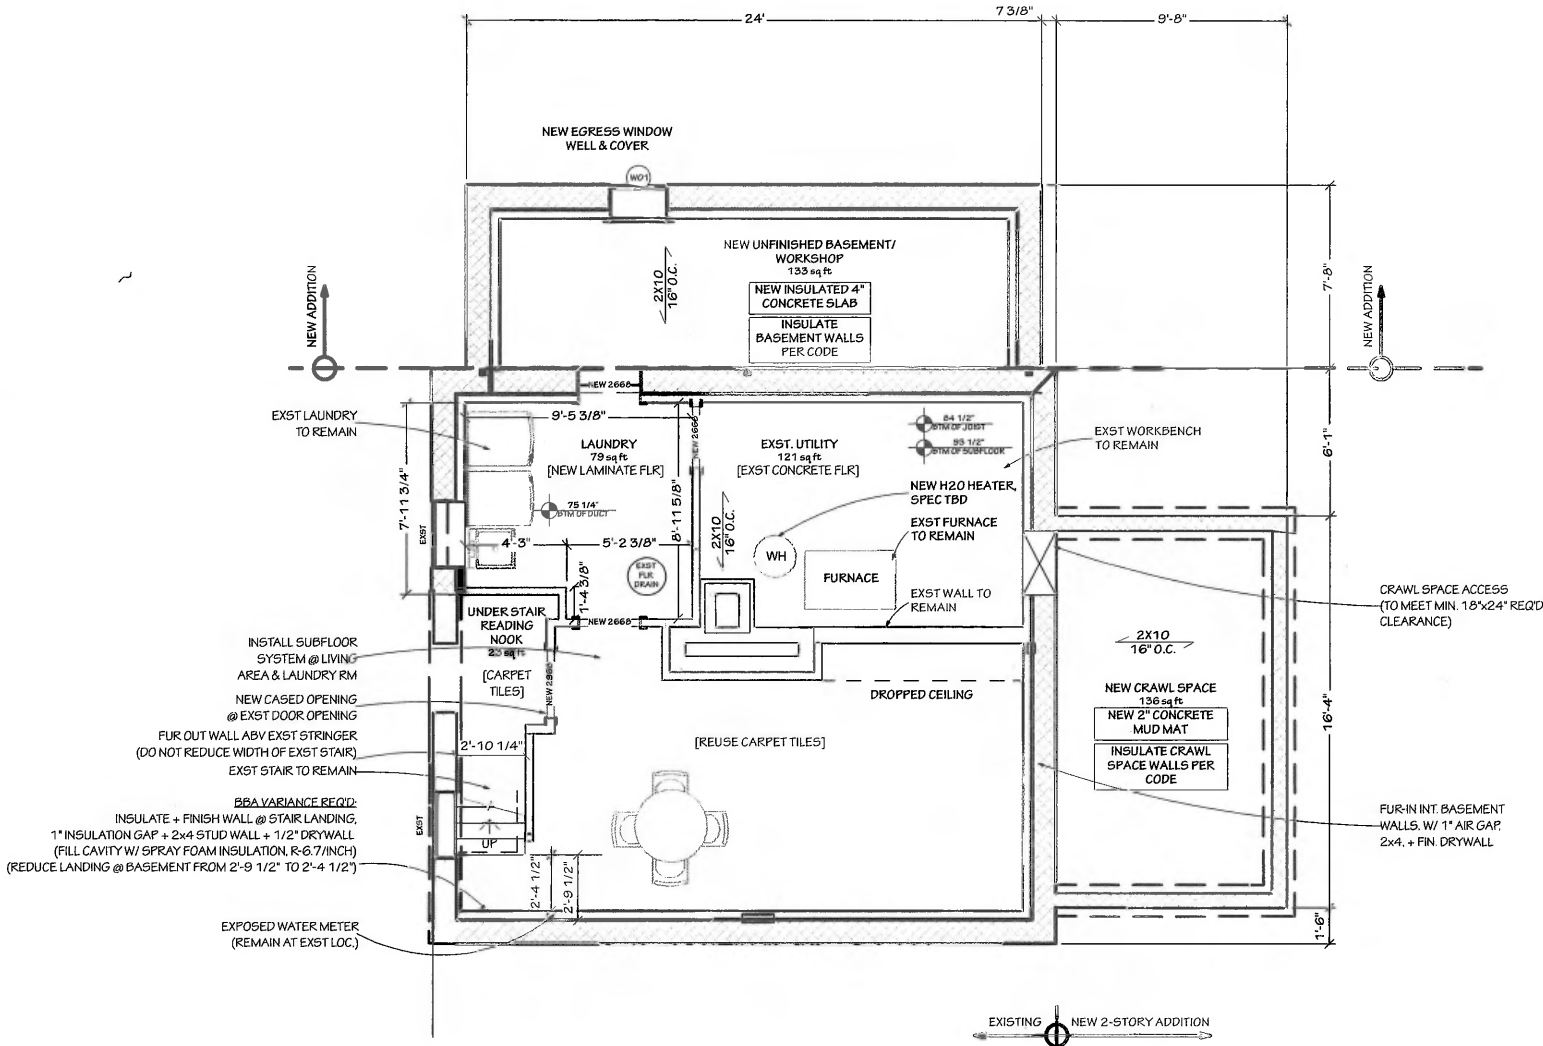 24'
7 3/8"
9'-8"
NEW EGRESS WINDOW
WELL & COVER
W01
NEW UNFINISHED BASEMENT/
WORKSHOP
133 sq ft
NEW INSULATED 4"
CONCRETE SLAB
INSULATE
BASEMENT WALLS
PER CODE
2X10
16" O.C.
7'-8"
NEW ADDITION
NEW ADDITION
NEW 2668
EXST LAUNDRY
TO REMAIN
9'-5 3/8"
LAUNDRY
79 sq ft
[NEW LAMINATE FLR]
NEW 2668
EXST. UTILITY
121 sq ft
[EXST CONCRETE FLR]
84 1/2"
BTM OF JOIST
93 1/2"
BTM OF SUBFLOOR
EXST WORKBENCH
TO REMAIN
6'-1"
7'-11 3/4"
75 1/4"
BTM OF DUCT
8'-11 5/8"
2X10
16" O.C.
NEW H2O HEATER,
SPEC TBD
EXST FURNACE
TO REMAIN
EXST
4'-3"
5'-2 3/8"
WH
FURNACE
EXST
FLR
DRAIN
1'-4 3/8"
EXST WALL TO
REMAIN
CRAWL SPACE ACCESS
(TO MEET MIN. 18"x24" REQ'D
CLEARANCE)
UNDER STAIR
READING
NOOK
23 sq ft
[CARPET
TILES]
NEW 2668
NEW 2968
INSTALL SUBFLOOR
SYSTEM @ LIVING
AREA & LAUNDRY RM
2X10
16" O.C.
NEW CRAWL SPACE
136 sq ft
NEW 2" CONCRETE
MUD MAT
INSULATE CRAWL
SPACE WALLS PER
CODE
16'-4"
NEW CASED OPENING
@ EXST DOOR OPENING
DROPPED CEILING
FUR OUT WALL ABV EXST STRINGER
(DO NOT REDUCE WIDTH OF EXST STAIR)
2'-10 1/4"
[REUSE CARPET TILES]
EXST STAIR TO REMAIN
BBA VARIANCE REQ'D:
INSULATE + FINISH WALL @ STAIR LANDING,
1" INSULATION GAP + 2x4 STUD WALL + 1/2" DRYWALL
(FILL CAVITY W/ SPRAY FOAM INSULATION, R-6.7/INCH)
(REDUCE LANDING @ BASEMENT FROM 2'-9 1/2" TO 2'-4 1/2")
EXST
UP
FUR-IN INT. BASEMENT
WALLS, W/ 1" AIR GAP,
2x4, + FIN. DRYWALL
2'-4 1/2"
2'-9 1/2"
EXPOSED WATER METER
(REMAIN AT EXST LOC.)
1'-6"
EXISTING
NEW 2-STORY ADDITION